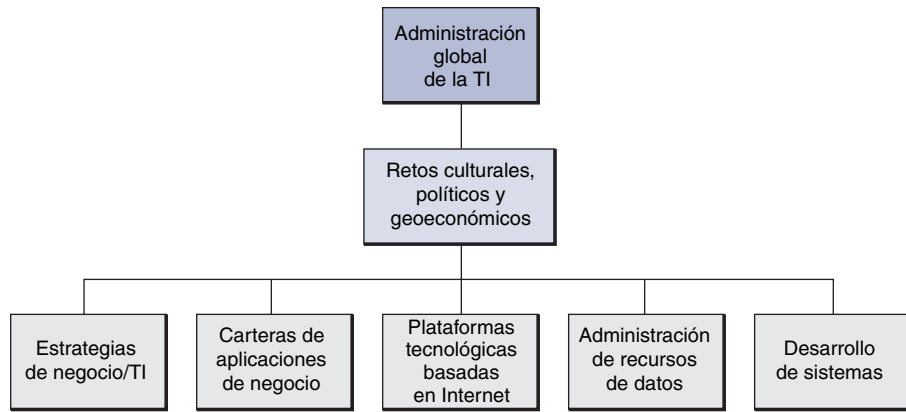 Administración
global
de la TI
Retos culturales,
políticos y
geoeconómicos
Estrategias
de negocio/TI
Carteras de
aplicaciones
de negocio
Plataformas
tecnológicas
basadas
en Internet
Administración
de recursos
de datos
Desarrollo
de sistemas